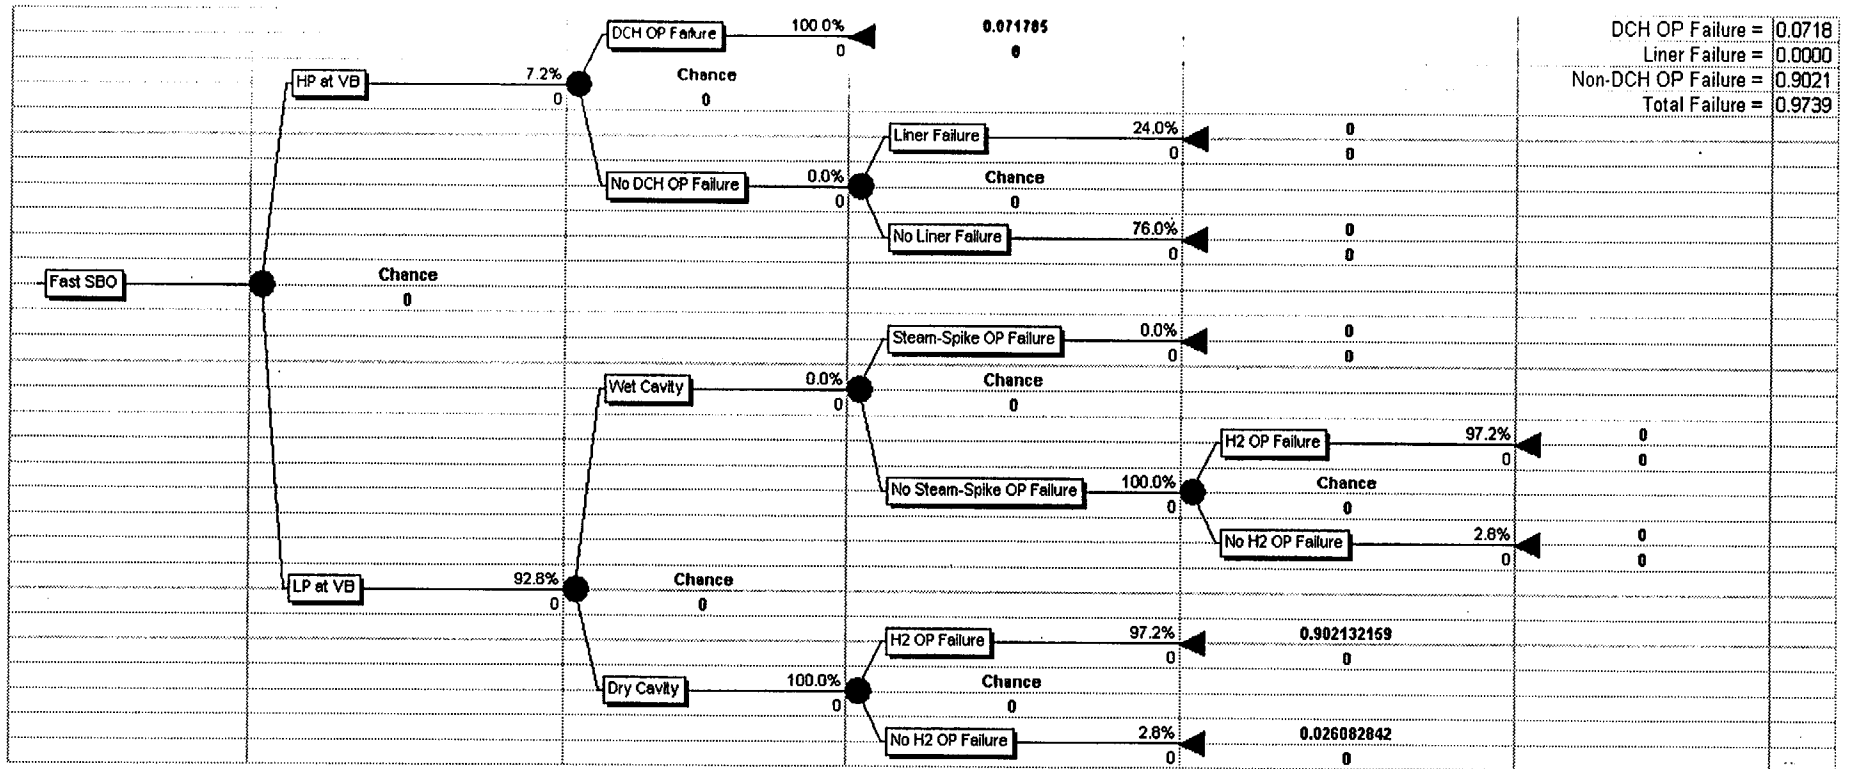 DCH OP Failure 100.0% 0.071785 DCH OP Failure = 0.0718
0 0 Liner Failure = 0.0000
HP at VB 7.2% Chance Non-DCH OP Failure = 0.9021
0 0 Total Failure = 0.9739
Liner Failure 24.0% 0
0 0
No DCH OP Failure 0.0% Chance
0 0
No Liner Failure 76.0% 0
0 0
Fast SBO Chance
0
Steam-Spike OP Failure 0.0% 0
0 0
Wet Cavity 0.0% Chance
0 0
H2 OP Failure 97.2% 0
0 0
No Steam-Spike OP Failure 100.0% Chance
0 0
No H2 OP Failure 2.8% 0
0 0
LP at VB 92.8% Chance
0 0
H2 OP Failure 97.2% 0.902132159
0 0
Dry Cavity 100.0% Chance
0 0
No H2 OP Failure 2.8% 0.026082842
0 0